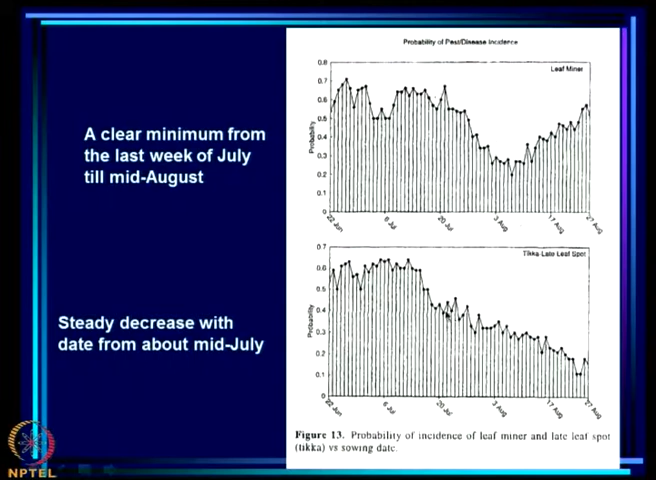 Probability of Pest/Disease Incidence
Leaf Miner
Probability
0.8
0.7
0.6
0.5
0.4
0.3
0.2
0.1
0
22 Jun
6 Jul
20 Jul
3 Aug
17 Aug
27 Aug
A clear minimum from
the last week of July
till mid-August
Tikka-Late Leaf Spot
Probability
0.7
0.6
0.5
0.4
0.3
0.2
0.1
0
22 Jun
6 Jul
20 Jul
3 Aug
17 Aug
27 Aug
Steady decrease with
date from about mid-July
Figure 13. Probability of incidence of leaf miner and late leaf spot
(tikka) vs sowing date.
NPTEL